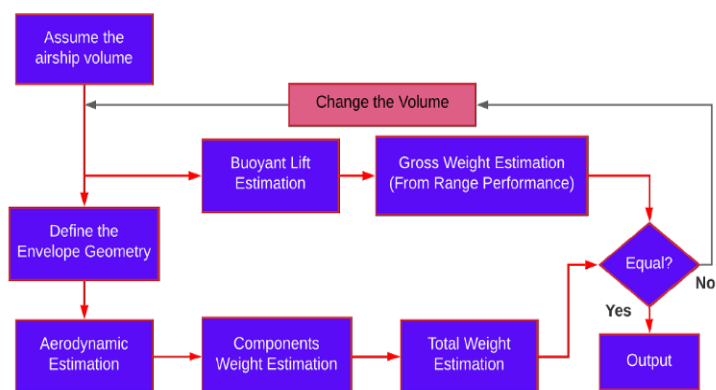 Assume the
airship volume
Change the Volume
Buoyant Lift
Estimation
Gross Weight Estimation
(From Range Performance)
Define the
Envelope Geometry
Equal?
No
Yes
Aerodynamic
Estimation
Components
Weight Estimation
Total Weight
Estimation
Output